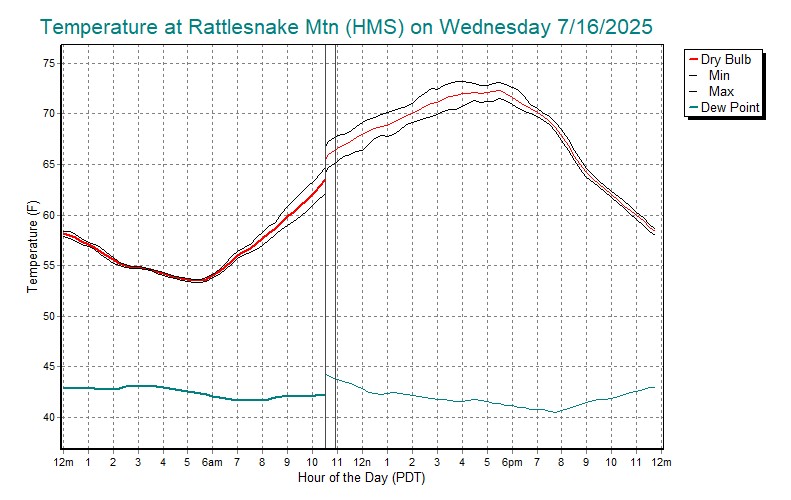 Temperature at Rattlesnake Mtn (HMS) on Wednesday 7/16/2025
Dry Bulb
Min
Max
Dew Point
Temperature (F)
75
70
65
60
55
50
45
40
12m 1 2 3 4 5 6am 7 8 9 10 11 12n 1 2 3 4 5 6pm 7 8 9 10 11 12m
Hour of the Day (PDT)